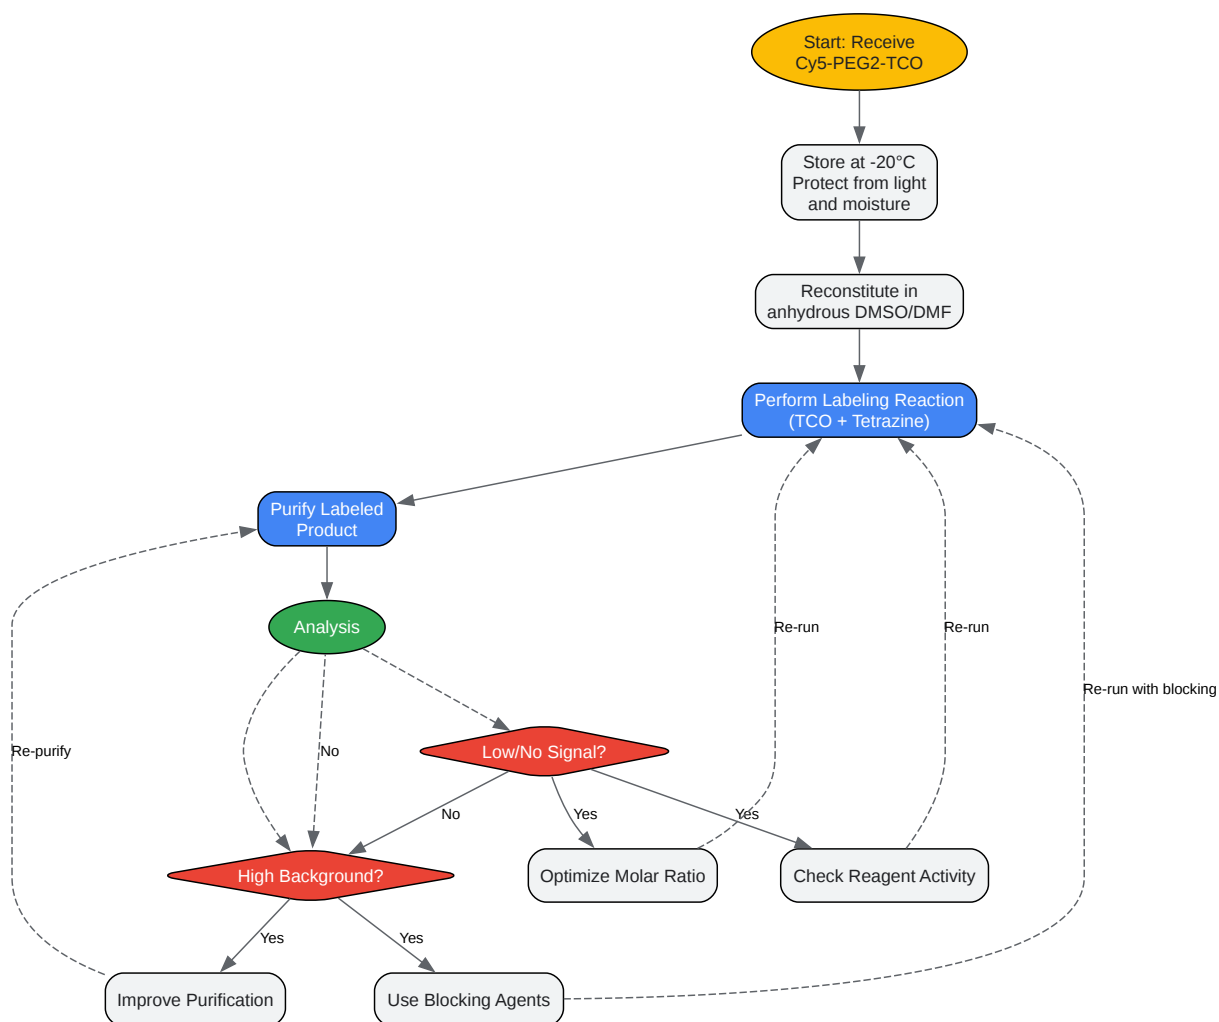 Start: Receive
Cy5-PEG2-TCO
Store at -20°C
Protect from light
and moisture
Reconstitute in
anhydrous DMSO/DMF
Perform Labeling Reaction
(TCO + Tetrazine)
Purify Labeled
Product
Analysis
Re-run
Re-run
Re-run with blocking
Re-purify
No
Low/No Signal?
No
Yes
Yes
High Background?
Optimize Molar Ratio
Check Reagent Activity
Yes
Yes
Improve Purification
Use Blocking Agents